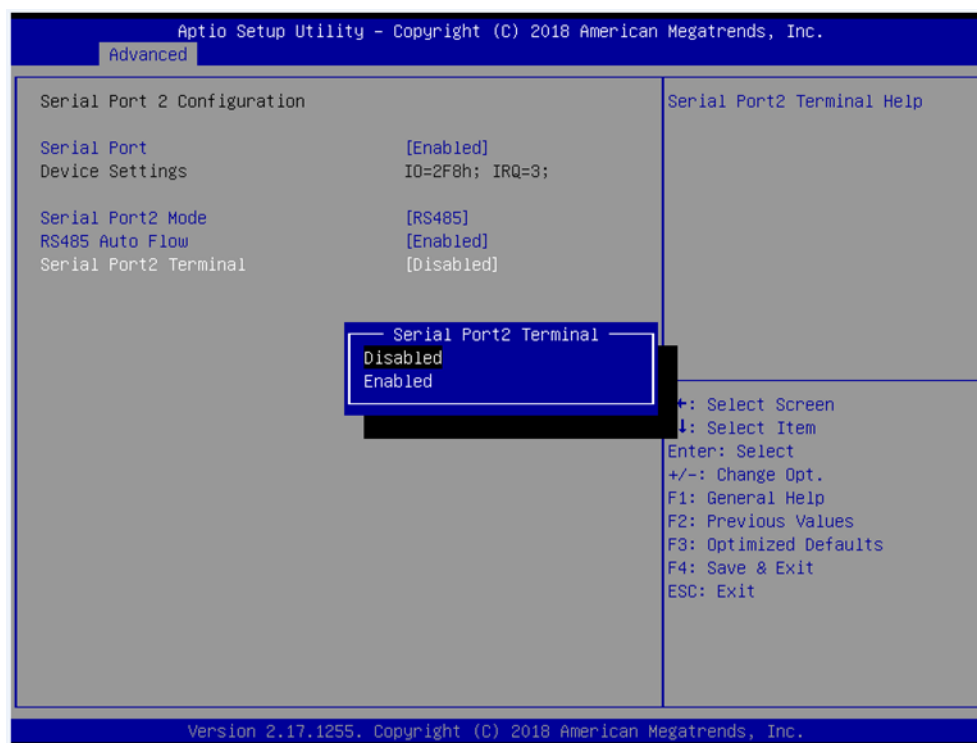 Aptio Setup Utility – Copyright (C) 2018 American Megatrends, Inc.
Advanced
Serial Port 2 Configuration
Serial Port [Enabled]
Device Settings IO=2F8h; IRQ=3;
Serial Port2 Mode [RS485]
RS485 Auto Flow [Enabled]
Serial Port2 Terminal [Disabled]
Serial Port2 Terminal
Disabled
Enabled
Serial Port2 Terminal Help
: Select Screen
: Select Item
Enter: Select
+/-: Change Opt.
F1: General Help
F2: Previous Values
F3: Optimized Defaults
F4: Save & Exit
ESC: Exit
Version 2.17.1255. Copyright (C) 2018 American Megatrends, Inc.